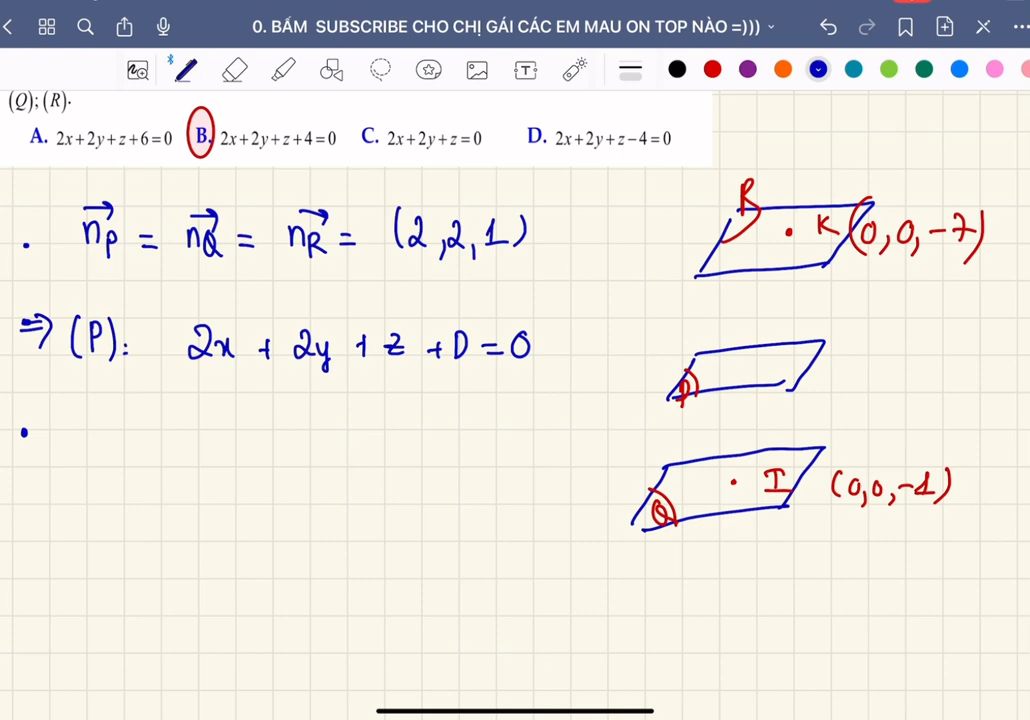 0. BẤM SUBSCRIBE CHO CHỊ GÁI CÁC EM MAU ON TOP NÀO =)))
(Q); (R).
A. 2x+2y+z+6=0 B. 2x+2y+z+4=0 C. 2x+2y+z=0 D. 2x+2y+z−4=0
. n⃗P = n⃗Q = n⃗R = (2,2,1)
⇒ (P): 2x + 2y + z + D = 0
R
. K(0,0,-7)
P
Q
. I (0,0,-1)